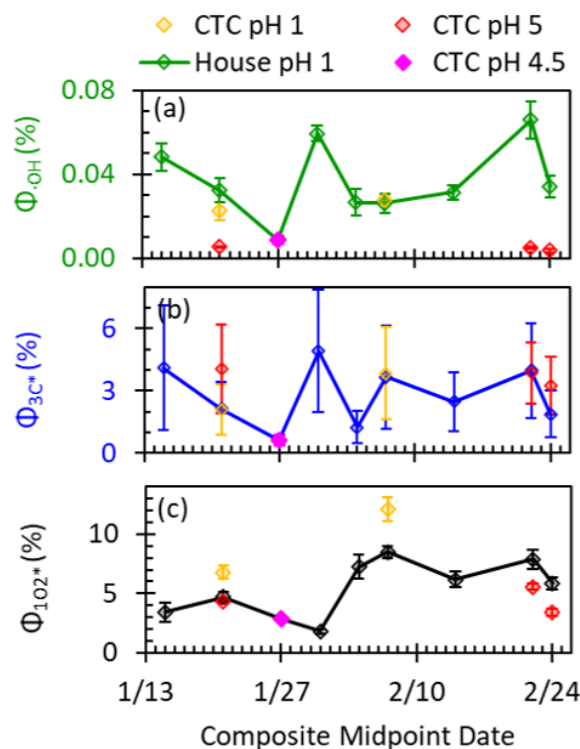 CTC pH 1 CTC pH 5
House pH 1 CTC pH 4.5
0.08
(a)
Φ·OH (%)
0.04
0.00
(b)
6
Φ3C* (%)
3
0
(c)
10
Φ1O2* (%)
5
0
1/13 1/27 2/10 2/24
Composite Midpoint Date